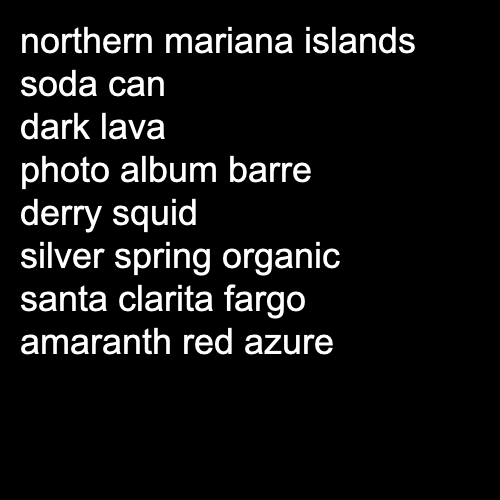 northern mariana islands
soda can
dark lava
photo album barre
derry squid
silver spring organic
santa clarita fargo
amaranth red azure